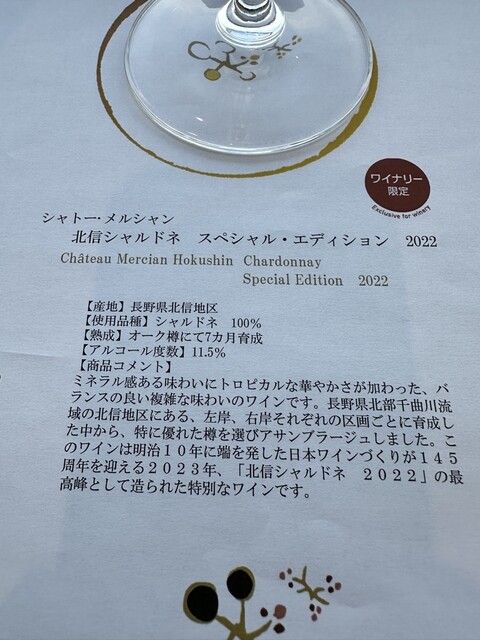 ワイナリー
限定
Exclusive for winery
シャトー・メルシャン
北信シャルドネ　スペシャル・エディション　2022
Château Mercian Hokushin Chardonnay
Special Edition 2022
【産地】長野県北信地区
【使用品種】シャルドネ　100%
【熟成】オーク樽にて7カ月育成
【アルコール度数】11.5%
【商品コメント】
ミネラル感ある味わいにトロピカルな華やかさが加わった、バ
ランスの良い複雑な味わいのワインです。長野県北部千曲川流
域の北信地区にある、左岸、右岸それぞれの区画ごとに育成し
た中から、特に優れた樽を選びアサンブラージュしました。こ
のワインは明治１０年に端を発した日本ワインづくりが１４５
周年を迎える２０２３年、「北信シャルドネ　２０２２」の最
高峰として造られた特別なワインです。